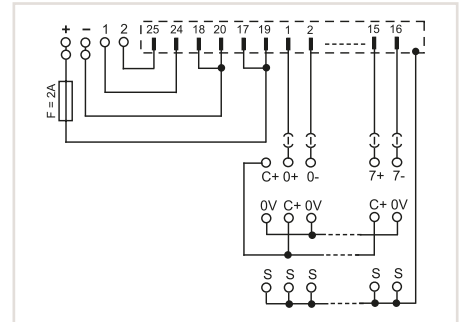 + − 1 2 25 24 18 20 17 19 1 2 15 16
F = 2A
C+ 0+ 0- 7+ 7-
0V C+ 0V C+ 0V
S S S S S